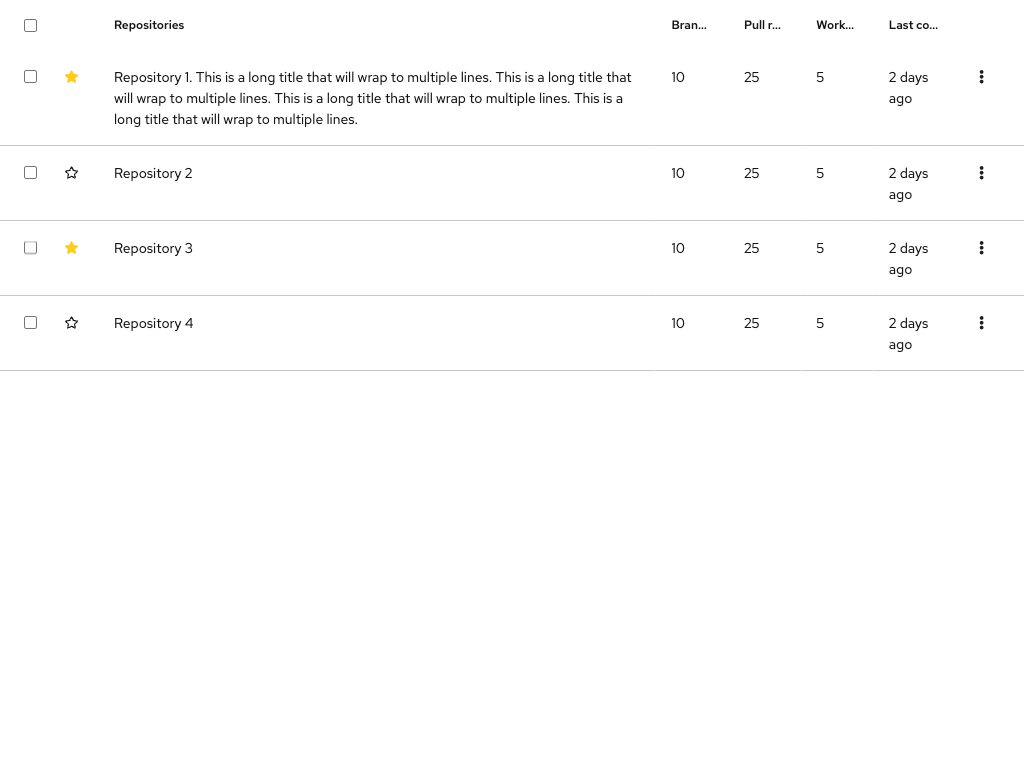 Repositories Bran... Pull r... Work... Last co...
Repository 1. This is a long title that will wrap to multiple lines. This is a long title that 10 25 5 2 days
will wrap to multiple lines. This is a long title that will wrap to multiple lines. This is a ago
long title that will wrap to multiple lines.
Repository 2 10 25 5 2 days
ago
Repository 3 10 25 5 2 days
ago
Repository 4 10 25 5 2 days
ago